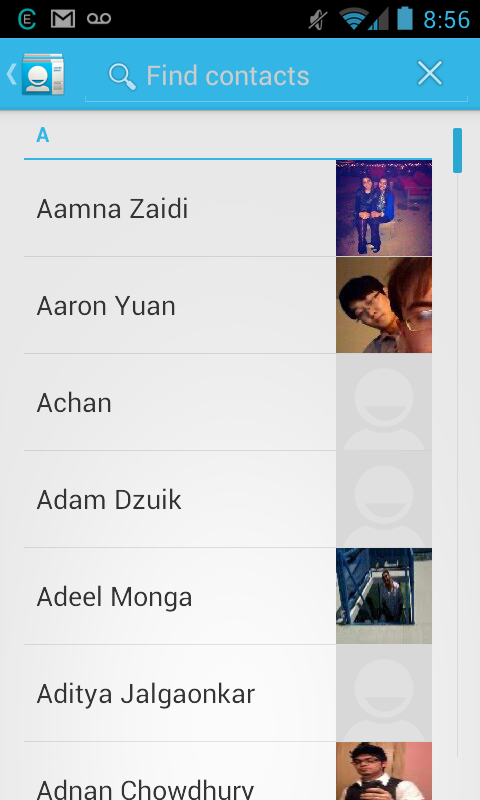 8:56
Find contacts
A
Aamna Zaidi
Aaron Yuan
Achan
Adam Dzuik
Adeel Monga
Aditya Jalgaonkar
Adnan Chowdhury